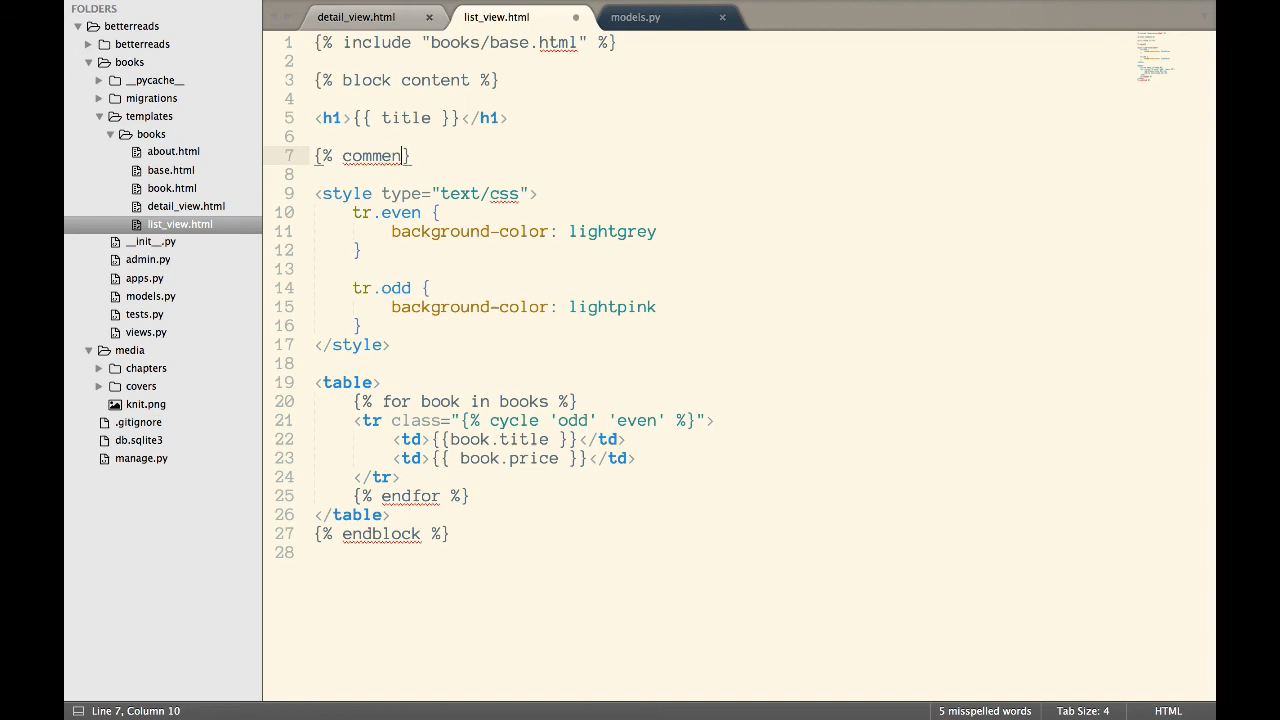 FOLDERS
betterreads
betterreads
books
__pycache__
migrations
templates
books
about.html
base.html
book.html
detail_view.html
list_view.html
__init__.py
admin.py
apps.py
models.py
tests.py
views.py
media
chapters
covers
knit.png
.gitignore
db.sqlite3
manage.py
detail_view.html × list_view.html models.py ×
1 {% include "books/base.html" %}
2
3 {% block content %}
4
5 <h1>{{ title }}</h1>
6
7 {% commen}
8
9 <style type="text/css">
10 tr.even {
11 background-color: lightgrey
12 }
13
14 tr.odd {
15 background-color: lightpink
16 }
17 </style>
18
19 <table>
20 {% for book in books %}
21 <tr class="{% cycle 'odd' 'even' %}">
22 <td>{{book.title }}</td>
23 <td>{{ book.price }}</td>
24 </tr>
25 {% endfor %}
26 </table>
27 {% endblock %}
28
Line 7, Column 10 5 misspelled words Tab Size: 4 HTML